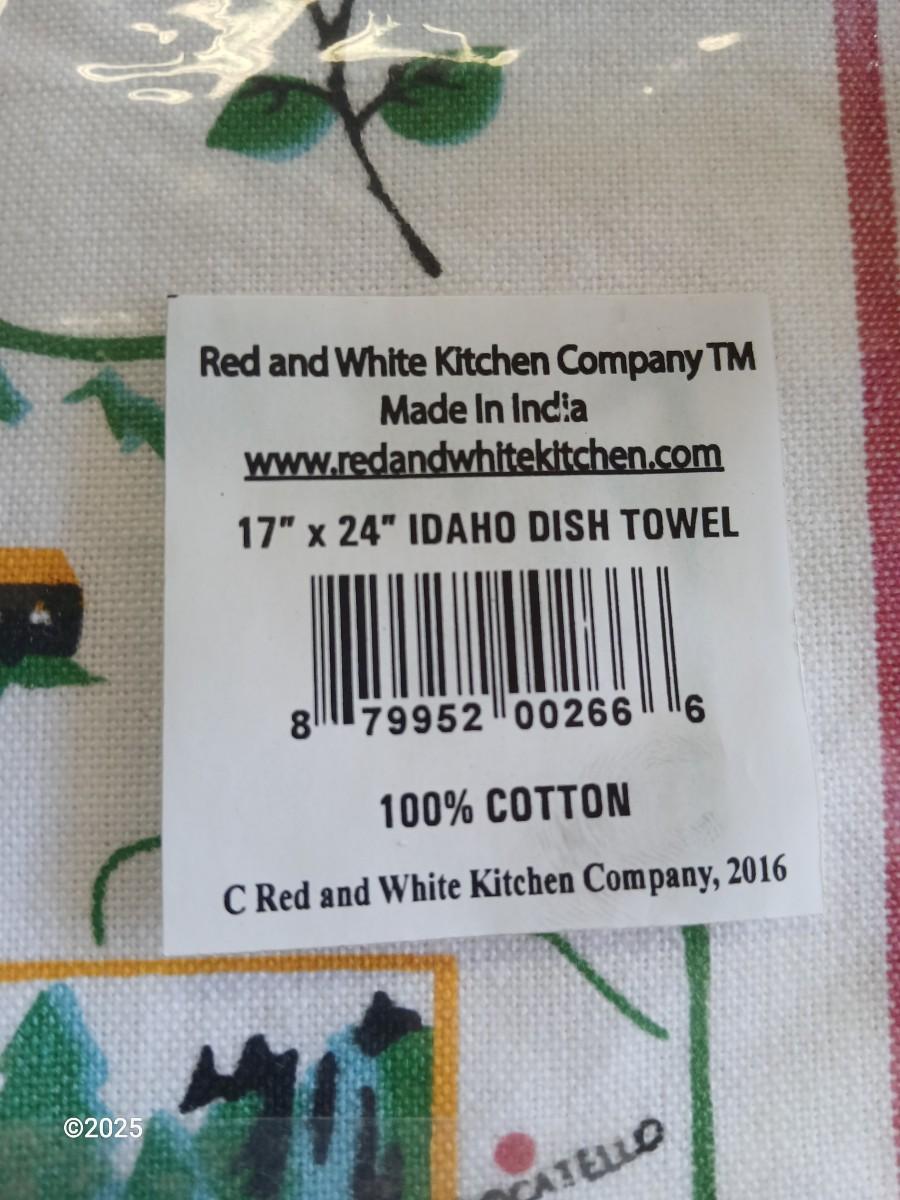 Red and White Kitchen Company TM
Made In India
www.redandwhitekitchen.com
17" x 24" IDAHO DISH TOWEL
8 79952 00266 6
100% COTTON
C Red and White Kitchen Company, 2016
©2025
OCATELLO